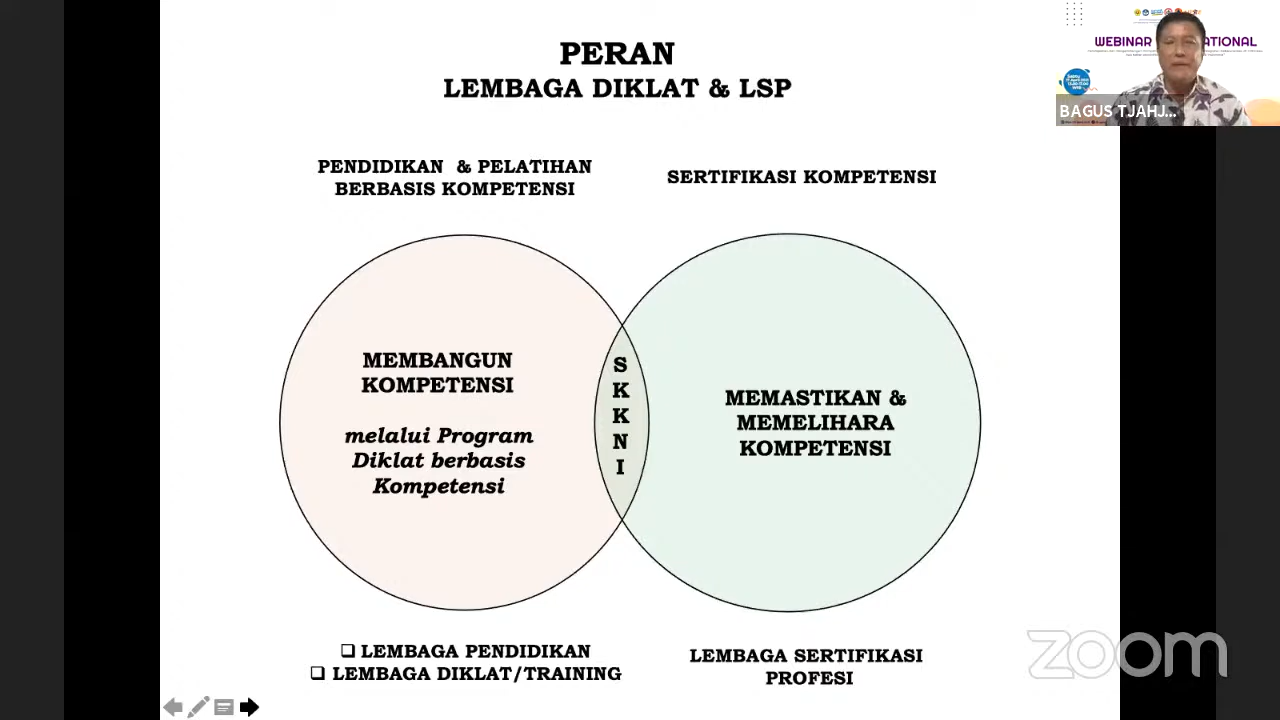 PERAN
LEMBAGA DIKLAT & LSP
WEBINAR
BAGUS TJAHJ...
PENDIDIKAN & PELATIHAN
BERBASIS KOMPETENSI
SERTIFIKASI KOMPETENSI
MEMBANGUN
KOMPETENSI
melalui Program
Diklat berbasis
Kompetensi
S
K
K
N
I
MEMASTIKAN &
MEMELIHARA
KOMPETENSI
LEMBAGA PENDIDIKAN
LEMBAGA DIKLAT/TRAINING
LEMBAGA SERTIFIKASI
PROFESI
zoom